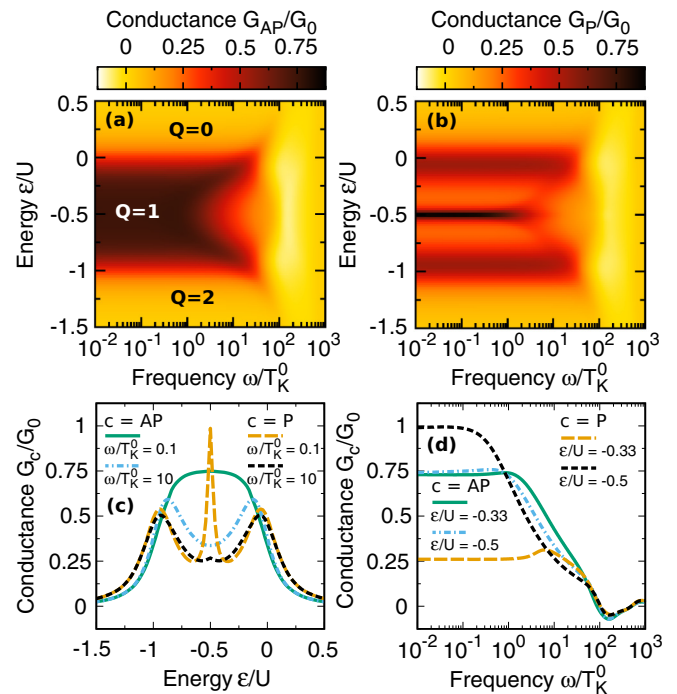 Conductance G_AP/G_0 Conductance G_P/G_0
0 0.25 0.5 0.75 0 0.25 0.5 0.75
0.5 0.5
(a) (b)
Q=0
0 0
Energy ε/U Energy ε/U
Q=1
-0.5 -0.5
-1 -1
Q=2
-1.5 -1.5
10^-2 10^-1 10^0 10^1 10^2 10^3 10^-2 10^-1 10^0 10^1 10^2 10^3
Frequency ω/T_K^0 Frequency ω/T_K^0
Conductance G_c/G_0 Conductance G_c/G_0
1 1
c = AP c = P (d) c = P
ω/T_K^0 = 0.1 ω/T_K^0 = 0.1 ε/U = -0.33
0.75 0.75
ω/T_K^0 = 10 ω/T_K^0 = 10 ε/U = -0.5
(c) c = AP
0.5 0.5
ε/U = -0.33
ε/U = -0.5
0.25 0.25
0 0
-1.5 -1 -0.5 0 0.5 10^-2 10^-1 10^0 10^1 10^2 10^3
Energy ε/U Frequency ω/T_K^0